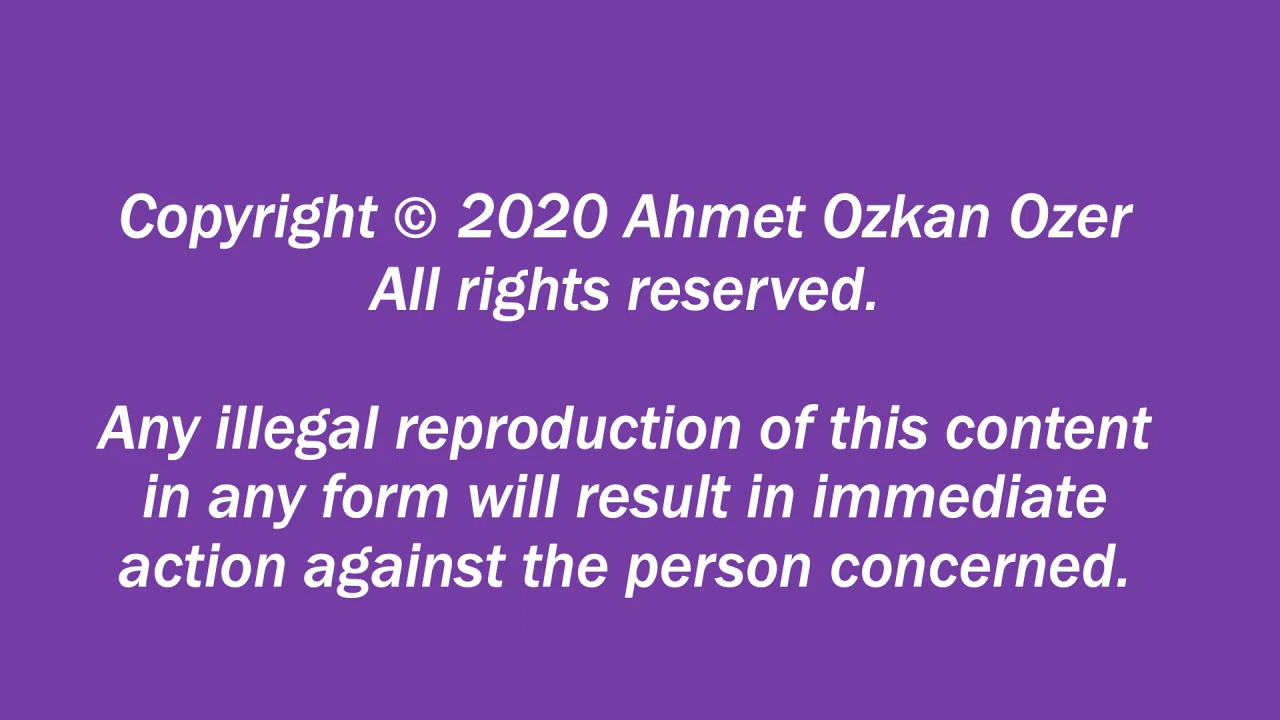 Copyright © 2020 Ahmet Ozkan Ozer
All rights reserved.
Any illegal reproduction of this content
in any form will result in immediate
action against the person concerned.